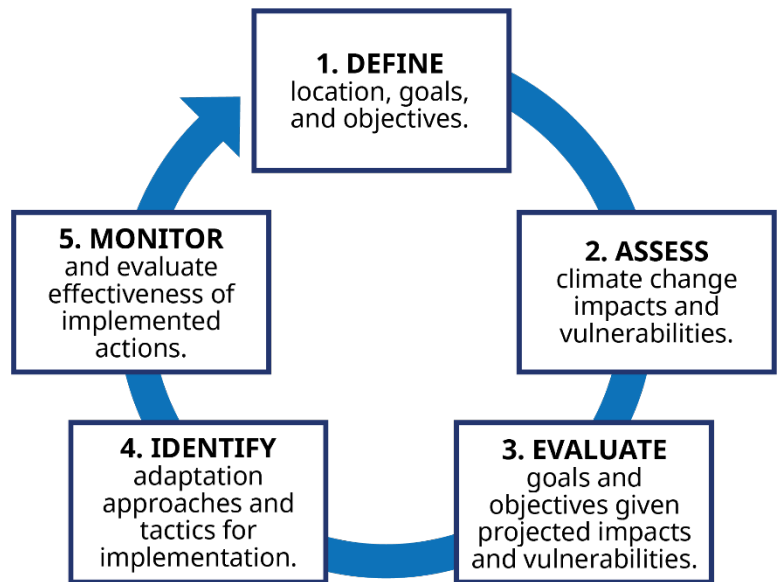 1. DEFINE
location, goals,
and objectives.
2. ASSESS
climate change
impacts and
vulnerabilities.
3. EVALUATE
goals and
objectives given
projected impacts
and vulnerabilities.
4. IDENTIFY
adaptation
approaches and
tactics for
implementation.
5. MONITOR
and evaluate
effectiveness of
implemented
actions.